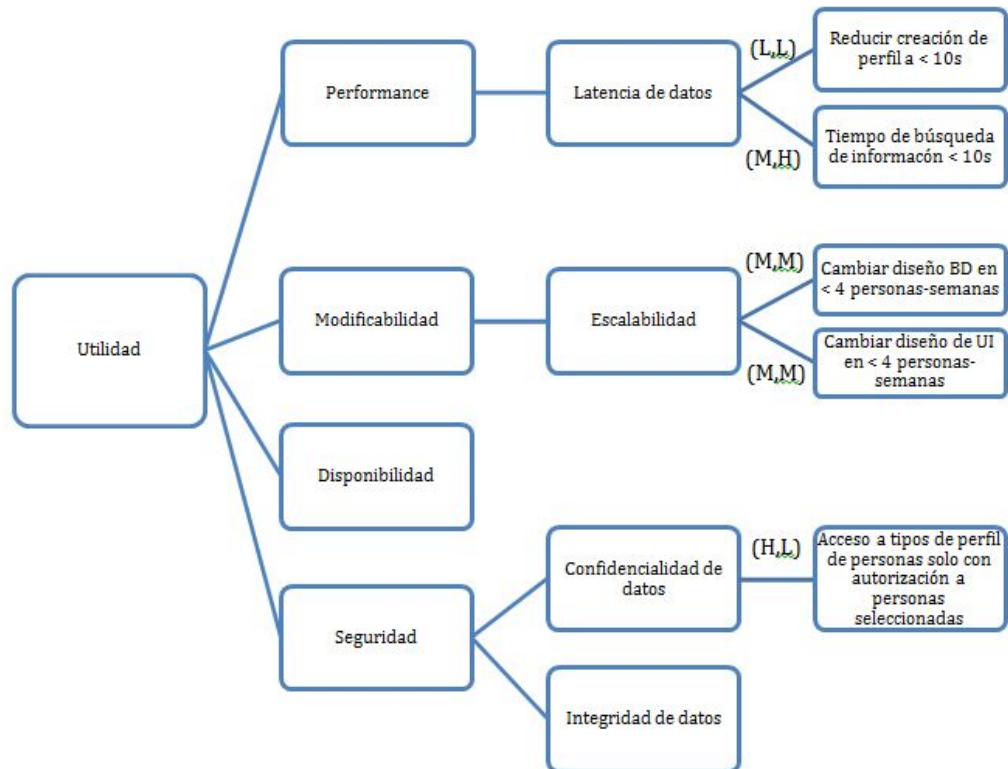 Utilidad
Performance
Latencia de datos
(L,L)
Reducir creación de
perfil a < 10s
(M,H)
Tiempo de búsqueda
de informacón < 10s
Modificabilidad
Escalabilidad
(M,M)
Cambiar diseño BD en
< 4 personas-semanas
(M,M)
Cambiar diseño de UI
en < 4 personas-
semanas
Disponibilidad
Seguridad
Confidencialidad de
datos
(H,L)
Acceso a tipos de perfil
de personas solo con
autorización a
personas
seleccionadas
Integridad de datos